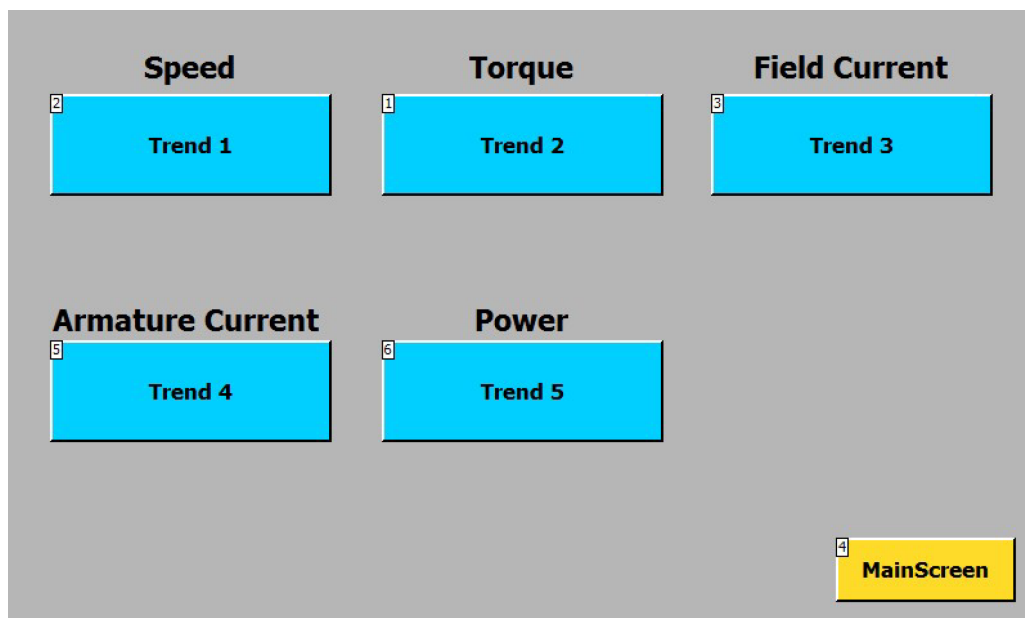 Speed Torque Field Current
2 1 3
Trend 1 Trend 2 Trend 3
Armature Current Power
5 6
Trend 4 Trend 5
4
MainScreen